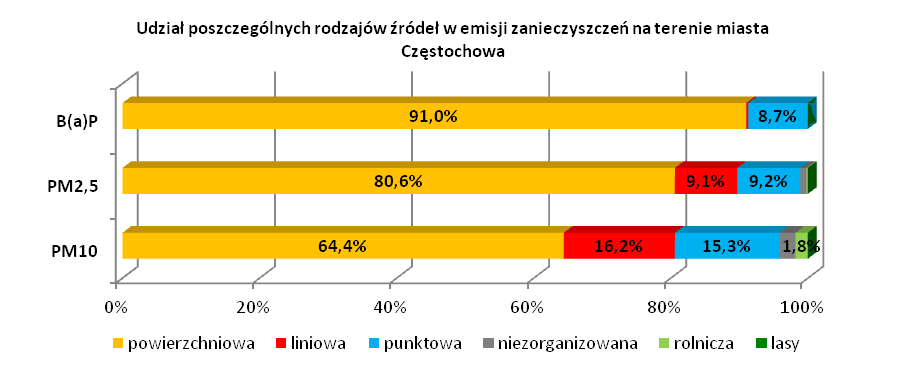 Udział poszczególnych rodzajów źródeł w emisji zanieczyszczeń na terenie miasta
Częstochowa
B(a)P
91,0%
8,7%
PM2,5
80,6%
9,1%
9,2%
PM10
64,4%
16,2%
15,3%
1,8%
0%
20%
40%
60%
80%
100%
powierzchniowa
liniowa
punktowa
niezorganizowana
rolnicza
lasy